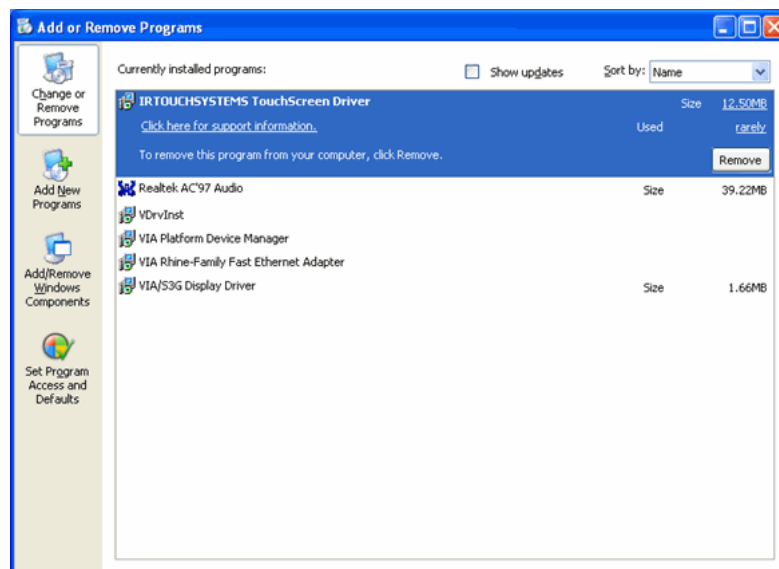 Add or Remove Programs
Change or
Remove
Programs
Add New
Programs
Add/Remove
Windows
Components
Set Program
Access and
Defaults
Currently installed programs:
Show updates
Sort by: Name
IRTOUCHSYSTEMS TouchScreen Driver Size 12.50MB
Click here for support information. Used rarely
To remove this program from your computer, click Remove. Remove
Realtek AC'97 Audio Size 39.22MB
VDrvInst
VIA Platform Device Manager
VIA Rhine-Family Fast Ethernet Adapter
VIA/S3G Display Driver Size 1.66MB